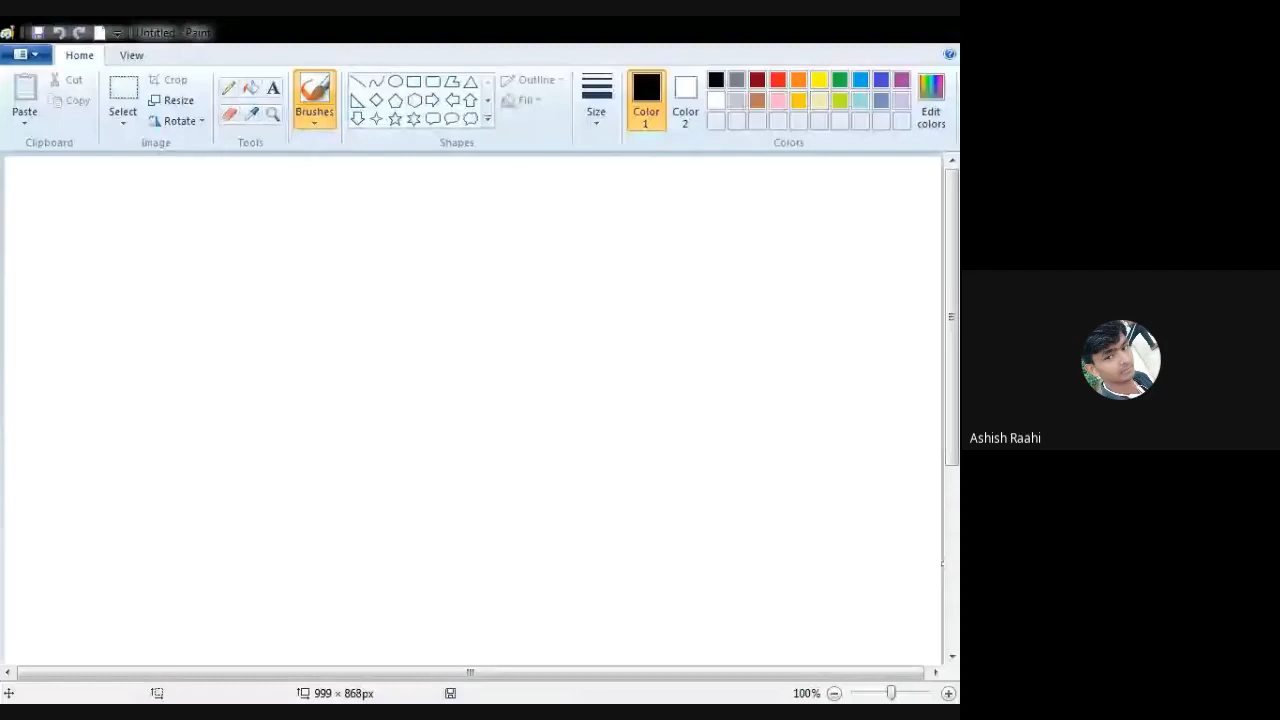 Untitled - Paint
Home View
Cut
Copy
Paste
Clipboard
Crop
Resize
Rotate
Select
Image
A
Tools
Brushes
Outline
Fill
Shapes
Size
Color 1
Color 2
Edit colors
Colors
Ashish Raahi
999 × 868px
100%